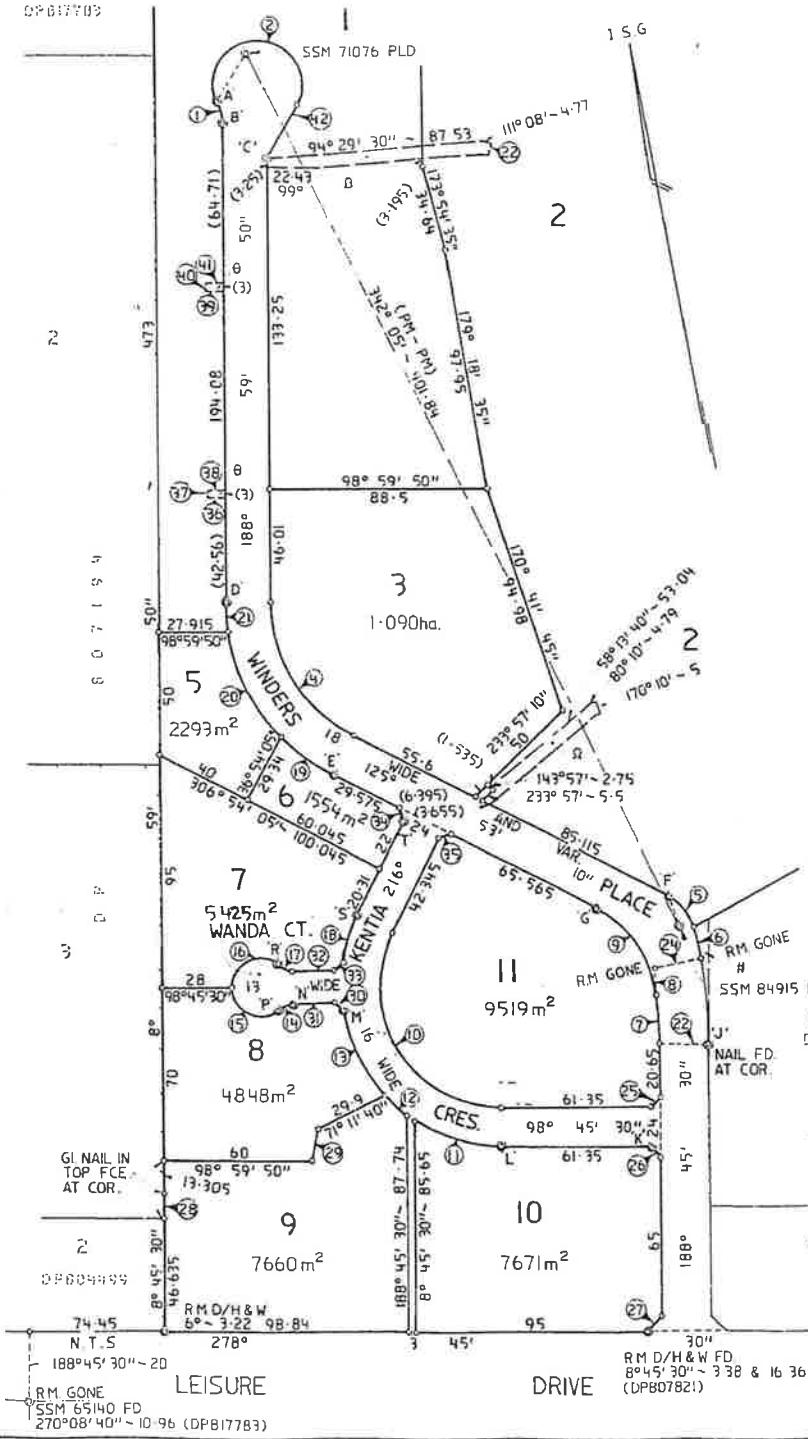 DP817783
1
②
SSM 71076 PLD
I S.G
'A'
①
'B'
㊷
'C'
94° 29' 30" ~ 87 53
111° 08' ~ 4·77
㉒
22·43
99°
B
(3·25)
(3·195)
173° 54' 35"
34·64
2
(64·71)
50"
㊶
㊵
㊴
θ
(3)
2
473
133·25
342° 05' ~ 401·84
(PM - PM)
179° 18' 35"
97·95
194·08
59'
㊳
θ
㊲
(3)
㊱
98° 59' 50"
88·5
188°
46·01
(42·56)
'D'
3
1·090ha.
170° 41' 45"
94·98
㉑
50"
27·915
98°59'50"
58° 13' 40" ~ 53·04
80° 10' ~ 4·79
2
170° 10' ~ 5
607159
5
2293m²
50
⑳
WINDERS
④
18
55·6
WIDE
125°
(1·535)
233° 57' 10"
50
Ω
143°57' ~ 2·75
233° 57' ~ 5·5
'E'
⑲
36°54'05"
29·34
40
306° 54' 05" ~ 100·045
6
1554m²
29·575
(6·395)
(3·655)
㉞
24
'T'
㉟
53'
AND
VAR.
85·115
10"
PLACE
'F'
⑤
59'
60·045
22
20·31
216°
42·345
65·565
'G'
⑨
⑥
㉔
R.M. GONE
#
SSM 84915
95
7
5425m²
WANDA CT.
'S'
⑱
KENTIA
3
DP
⑯
'R'
⑰
㉜
㉝
13
WIDE
11
9519m²
R.M GONE
⑧
28
98°45'30"
'P'
'N'
㉚
⑮
⑭
㉛
'M'
⑦
㉒
'J'
NAIL FD.
AT COR.
8°
8
4848m²
16
⑬
WIDE
⑩
20·65
30"
70
29·9
71° 11' 40"
⑫
CRES.
61·35
㉕
98° 45' 30"
'K'
24
45'
GI. NAIL IN
TOP FCE.
AT COR.
60
98° 59' 50"
㉙
⑪
'L'
61·35
㉖
13·305
㉘
2
DP604499
8° 45' 30"
46·635
9
7660m²
188° 45' 30" ~ 87·74
8° 45' 30" ~ 85·65
10
7671m²
65
188°
㉗
74·45
N.T.S
R M D/H & W
6° ~ 3·22
98·84
278°
3
45'
95
30"
188°45'30" ~ 20
R M D/H & W FD.
8°45'30" ~ 3·38 & 16·36
(DP807821)
LEISURE
DRIVE
R.M. GONE
SSM 65140 FD
270°08'40" ~ 10·96 (DP817783)